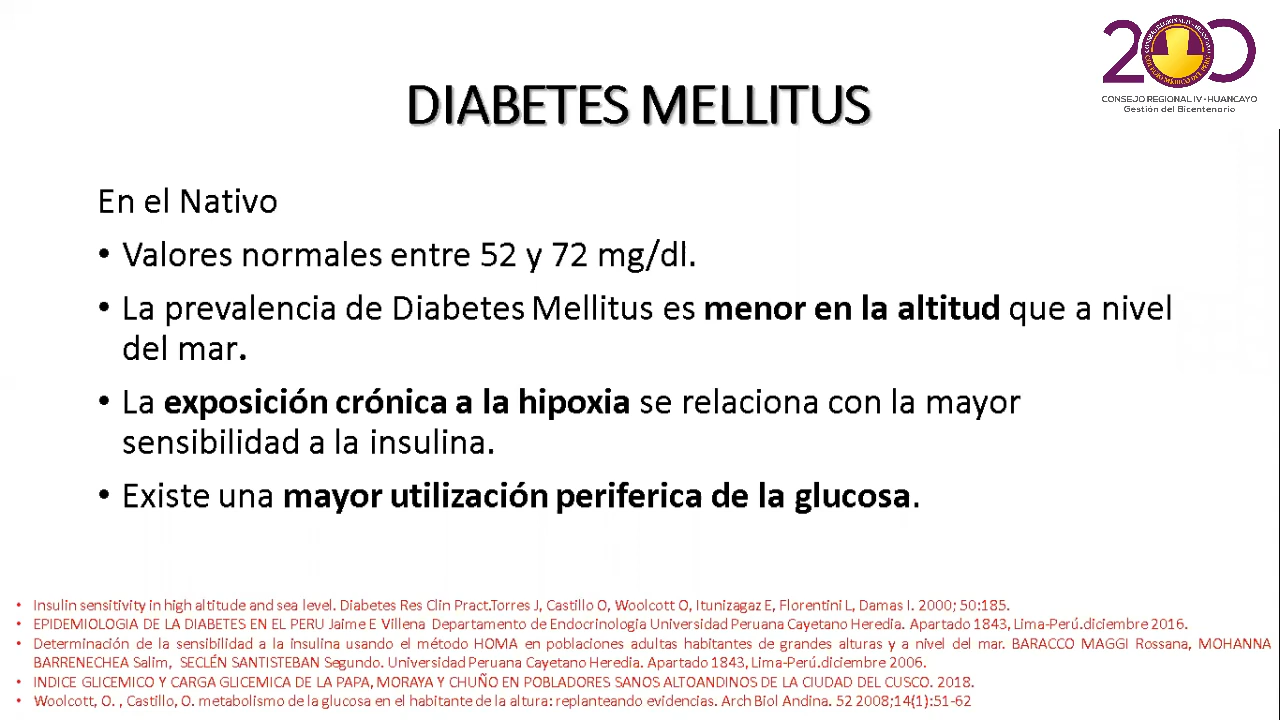 200
CONSEJO REGIONAL IV - HUANCAYO
Gestión del Bicentenario
DIABETES MELLITUS
En el Nativo
• Valores normales entre 52 y 72 mg/dl.
• La prevalencia de Diabetes Mellitus es menor en la altitud que a nivel
del mar.
• La exposición crónica a la hipoxia se relaciona con la mayor
sensibilidad a la insulina.
• Existe una mayor utilización periferica de la glucosa.
• Insulin sensitivity in high altitude and sea level. Diabetes Res Clin Pract.Torres J, Castillo O, Woolcott O, Itunizagaz E, Florentini L, Damas I. 2000; 50:185.
• EPIDEMIOLOGIA DE LA DIABETES EN EL PERU Jaime E Villena Departamento de Endocrinologia Universidad Peruana Cayetano Heredia. Apartado 1843, Lima-Perú.diciembre 2016.
• Determinación de la sensibilidad a la insulina usando el método HOMA en poblaciones adultas habitantes de grandes alturas y a nivel del mar. BARACCO MAGGI Rossana, MOHANNA
BARRENECHEA Salim, SECLÉN SANTISTEBAN Segundo. Universidad Peruana Cayetano Heredia. Apartado 1843, Lima-Perú.diciembre 2006.
• INDICE GLICEMICO Y CARGA GLICEMICA DE LA PAPA, MORAYA Y CHUÑO EN POBLADORES SANOS ALTOANDINOS DE LA CIUDAD DEL CUSCO. 2018.
• Woolcott, O. , Castillo, O. metabolismo de la glucosa en el habitante de la altura: replanteando evidencias. Arch Biol Andina. 52 2008;14(1):51-62